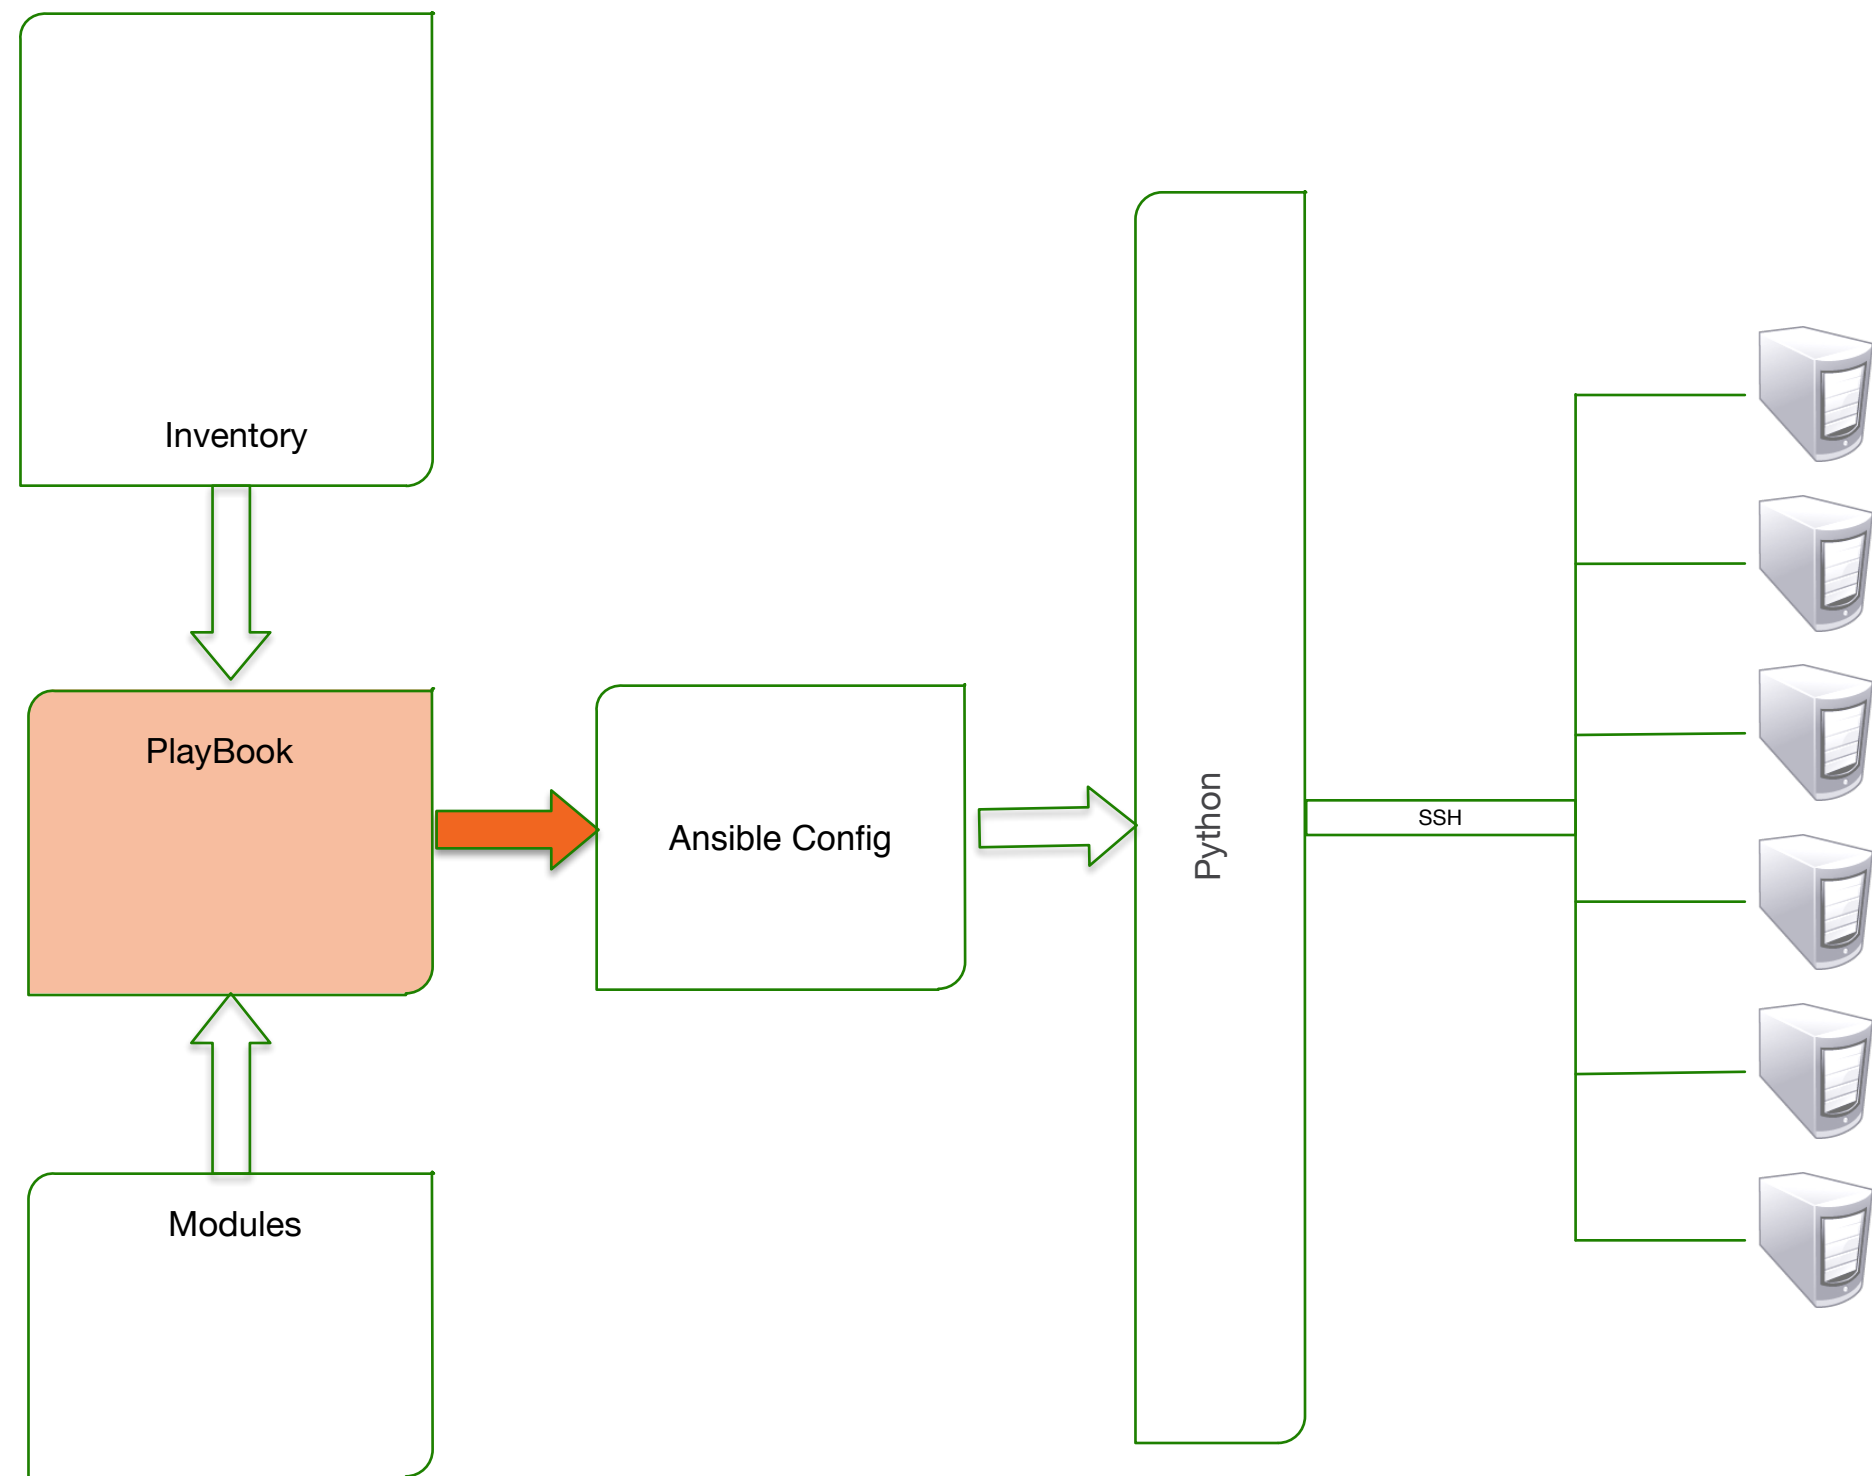 Inventory
PlayBook
Ansible Config
Python
SSH
Modules